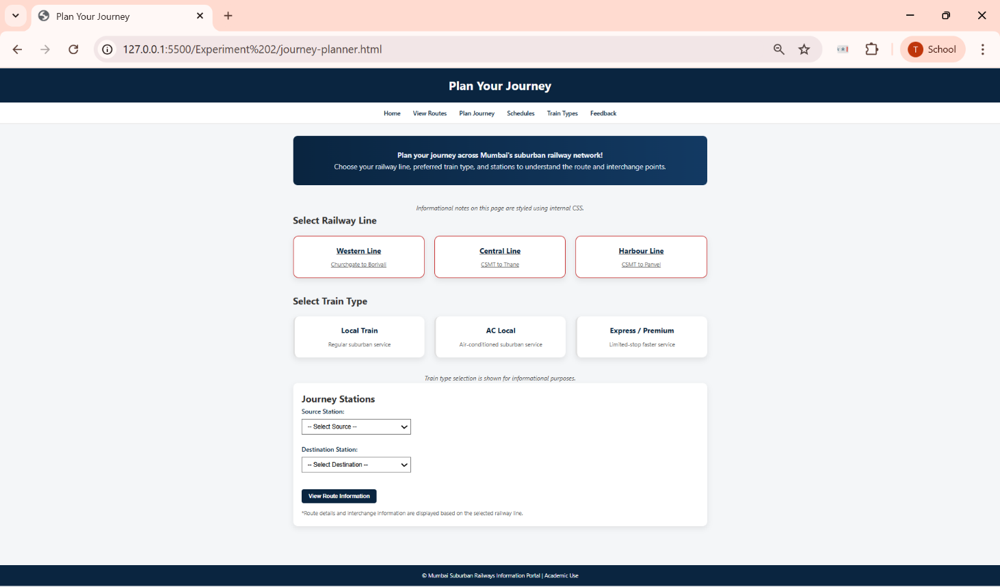 Plan Your Journey
127.0.0.1:5500/Experiment%202/journey-planner.html
T School
Plan Your Journey
Home View Routes Plan Journey Schedules Train Types Feedback
Plan your journey across Mumbai's suburban railway network!
Choose your railway line, preferred train type, and stations to understand the route and interchange points.
Informational notes on this page are styled using internal CSS.
Select Railway Line
Western Line Central Line Harbour Line
Churchgate to Borivali CSMT to Thane CSMT to Panvel
Select Train Type
Local Train AC Local Express / Premium
Regular suburban service Air-conditioned suburban service Limited-stop faster service
Train type selection is shown for informational purposes.
Journey Stations
Source Station:
-- Select Source --
Destination Station:
-- Select Destination --
View Route Information
*Route details and interchange information are displayed based on the selected railway line.
© Mumbai Suburban Railways Information Portal | Academic Use